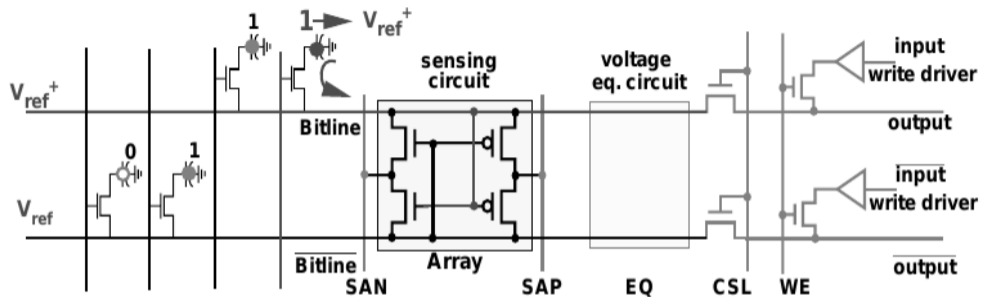 1
1 → Vref+
sensing
circuit
voltage
eq. circuit
input
write driver
Vref+
Bitline
output
0
1
input
write driver
Vref
Bitline
Array
output
SAN
SAP
EQ
CSL
WE